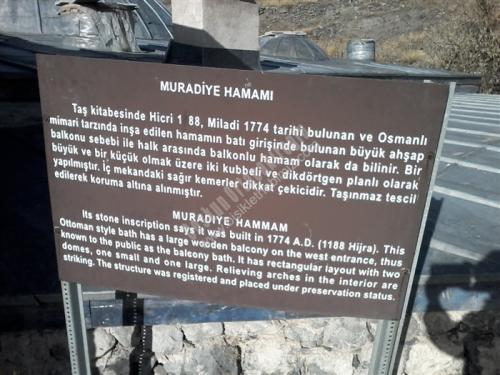 MURADİYE HAMAMI
Taş kitabesinde Hicri 1 88, Miladi 1774 tarihi bulunan ve Osmanlı
mimari tarzında inşa edilen hamamın batı girişinde bulunan büyük ahşap
balkonu sebebi ile halk arasında balkonlu hamam olarak da bilinir. Bir
büyük ve bir küçük olmak üzere iki kubbeli ve dikdörtgen planlı olarak
yapılmıştır. İç mekandaki sağır kemerler dikkat çekicidir. Taşınmaz tescil
edilerek koruma altına alınmıştır.
MURADİYE HAMMAM
Its stone inscription says it was built in 1774 A.D. (1188 Hijra). This
Ottoman style bath has a large wooden balcony on the west entrance, thus
known to the public as the balcony bath. It has rectangular layout with two
domes, one small and one large. Relieving arches in the interior are
striking. The structure was registered and placed under preservation status.